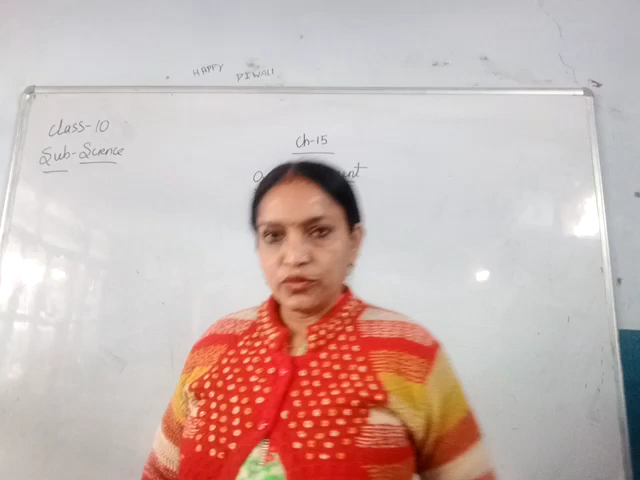 HAPPY
DIWALI
Class-10
Sub-Science
Ch-15